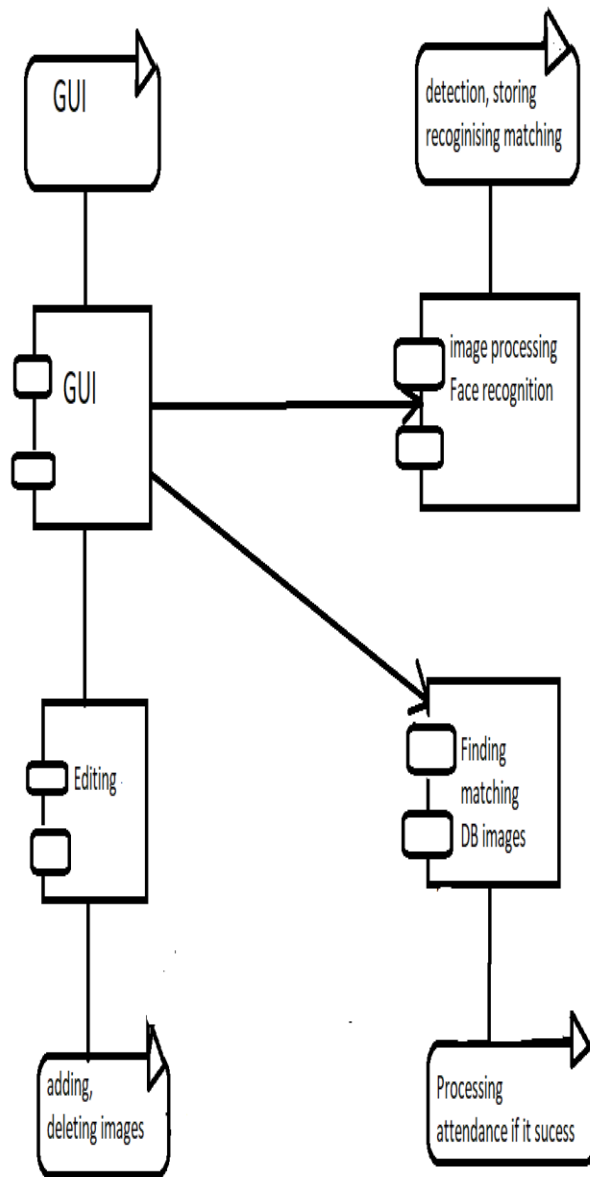 GUI
detection, storing
recoginising matching
GUI
image processing
Face recognition
Editing
Finding
matching
DB images
adding,
deleting images
Processing
attendance if it sucess